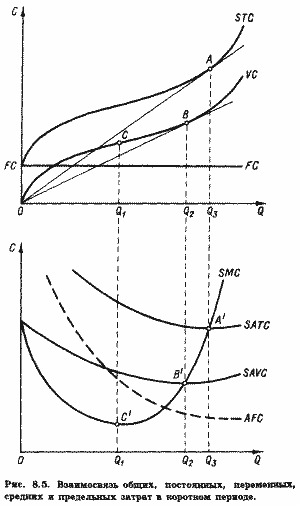 C
STC
A
VC
B
C
FC
FC
0
Q₁
Q₂
Q₃
Q
C
SMC
A'
SATC
B'
SAVC
C'
AFC
0
Q₁
Q₂
Q₃
Q
Рис. 8.5. Взаимосвязь общих, постоянных, переменных,
средних и предельных затрат в коротком периоде.